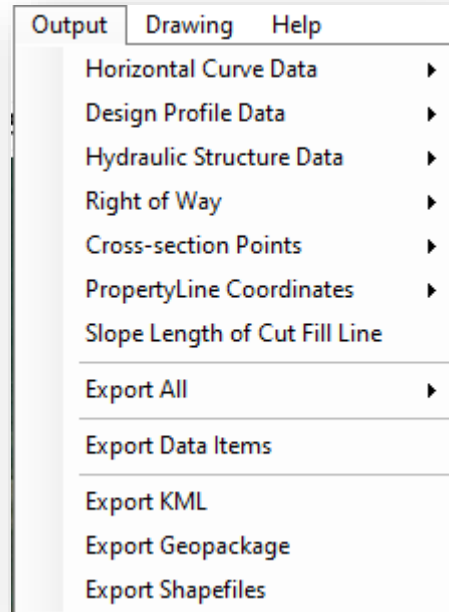 Output Drawing Help
Horizontal Curve Data
Design Profile Data
Hydraulic Structure Data
Right of Way
Cross-section Points
PropertyLine Coordinates
Slope Length of Cut Fill Line
Export All
Export Data Items
Export KML
Export Geopackage
Export Shapefiles